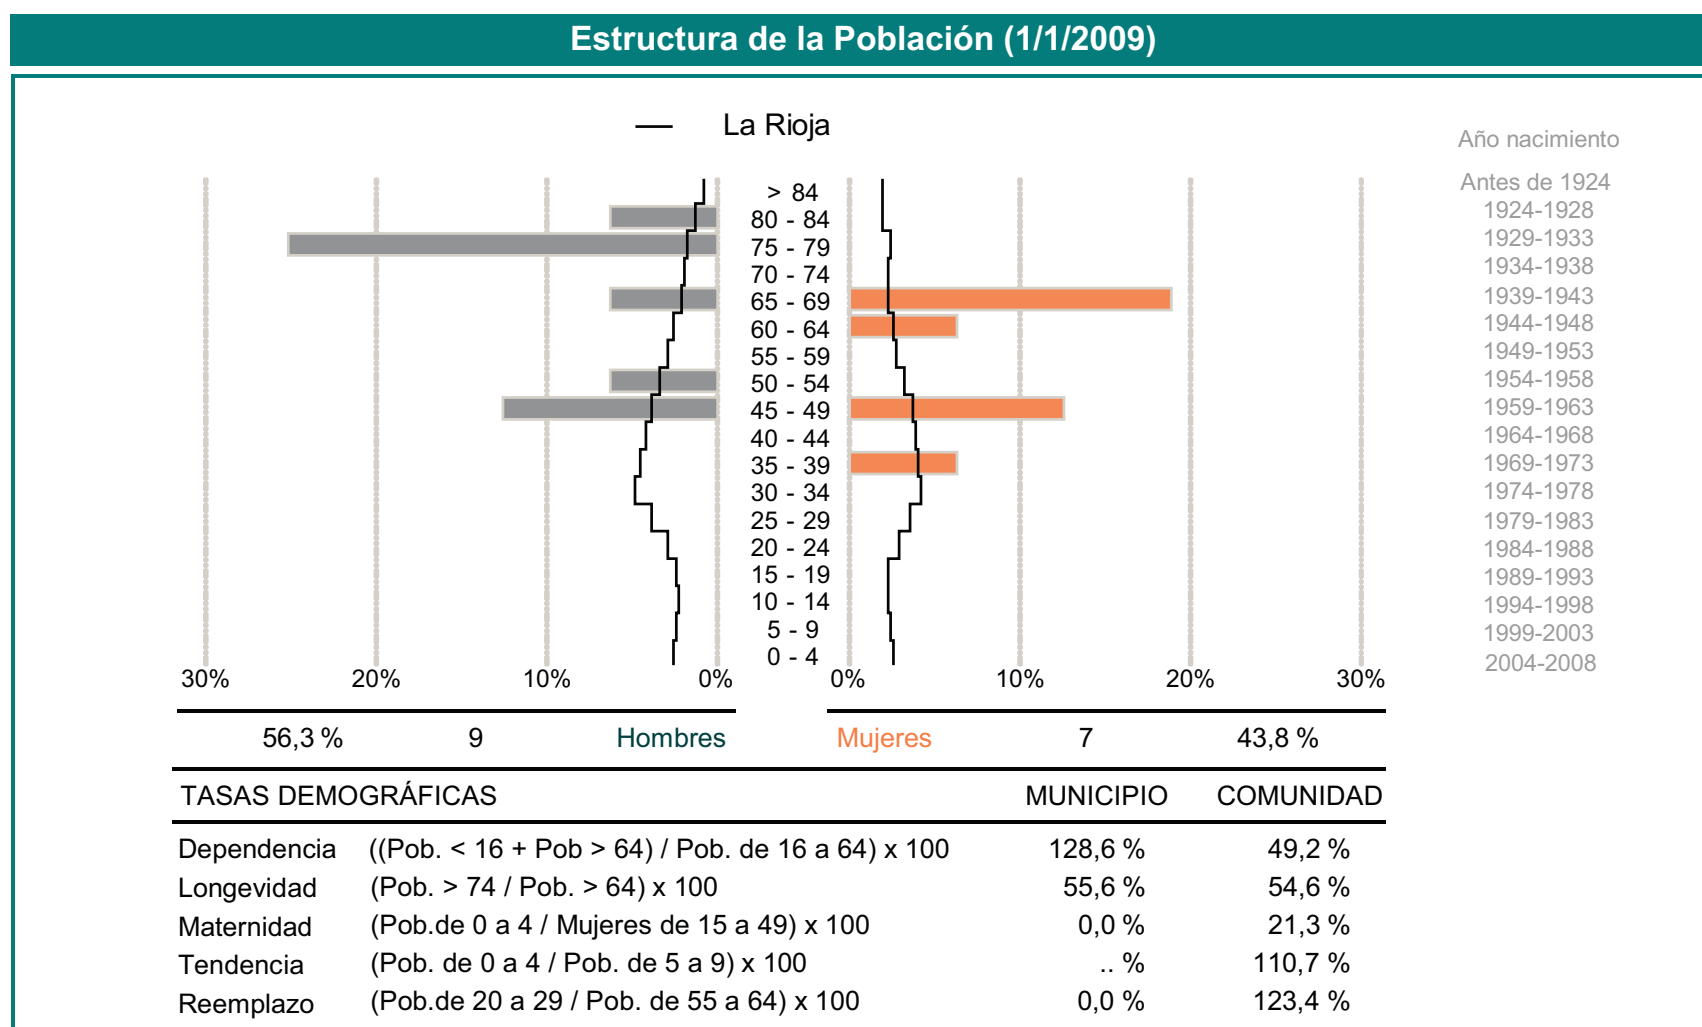 Estructura de la Población (1/1/2009)
La Rioja
Año nacimiento
> 84 Antes de 1924
80 - 84 1924-1928
75 - 79 1929-1933
70 - 74 1934-1938
65 - 69 1939-1943
60 - 64 1944-1948
55 - 59 1949-1953
50 - 54 1954-1958
45 - 49 1959-1963
40 - 44 1964-1968
35 - 39 1969-1973
30 - 34 1974-1978
25 - 29 1979-1983
20 - 24 1984-1988
15 - 19 1989-1993
10 - 14 1994-1998
5 - 9 1999-2003
0 - 4 2004-2008
30% 20% 10% 0% 0% 10% 20% 30%
56,3 % 9 Hombres Mujeres 7 43,8 %
TASAS DEMOGRÁFICAS MUNICIPIO COMUNIDAD
Dependencia ((Pob. < 16 + Pob > 64) / Pob. de 16 a 64) x 100 128,6 % 49,2 %
Longevidad (Pob. > 74 / Pob. > 64) x 100 55,6 % 54,6 %
Maternidad (Pob.de 0 a 4 / Mujeres de 15 a 49) x 100 0,0 % 21,3 %
Tendencia (Pob. de 0 a 4 / Pob. de 5 a 9) x 100 .. % 110,7 %
Reemplazo (Pob.de 20 a 29 / Pob. de 55 a 64) x 100 0,0 % 123,4 %